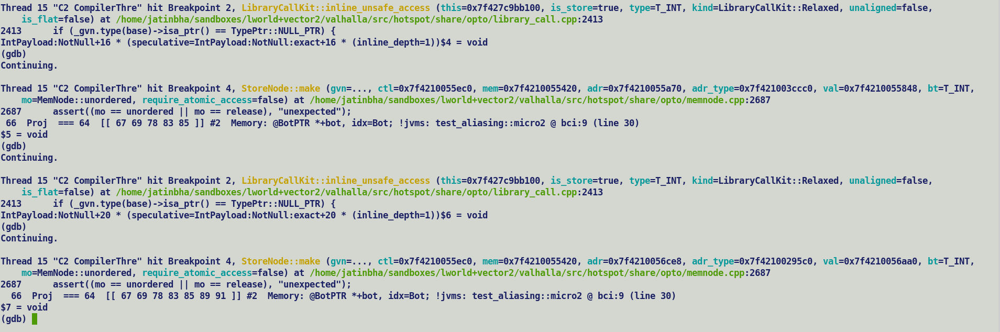 Thread 15 "C2 CompilerThre" hit Breakpoint 2, LibraryCallKit::inline_unsafe_access (this=0x7f427c9bb100, is_store=true, type=T_INT, kind=LibraryCallKit::Relaxed, unaligned=false,
    is_flat=false) at /home/jatinbha/sandboxes/lworld+vector2/valhalla/src/hotspot/share/opto/library_call.cpp:2413
2413      if (_gvn.type(base)->isa_ptr() == TypePtr::NULL_PTR) {
IntPayload:NotNull+16 * (speculative=IntPayload:NotNull:exact+16 * (inline_depth=1))$4 = void
(gdb)
Continuing.

Thread 15 "C2 CompilerThre" hit Breakpoint 4, StoreNode::make (gvn=..., ctl=0x7f4210055ec0, mem=0x7f4210055420, adr=0x7f4210055a70, adr_type=0x7f421003ccc0, val=0x7f4210055848, bt=T_INT,
    mo=MemNode::unordered, require_atomic_access=false) at /home/jatinbha/sandboxes/lworld+vector2/valhalla/src/hotspot/share/opto/memnode.cpp:2687
2687      assert((mo == unordered || mo == release), "unexpected");
 66  Proj  === 64  [[ 67 69 78 83 85 ]] #2  Memory: @BotPTR *+bot, idx=Bot; !jvms: test_aliasing::micro2 @ bci:9 (line 30)
$5 = void
(gdb)
Continuing.

Thread 15 "C2 CompilerThre" hit Breakpoint 2, LibraryCallKit::inline_unsafe_access (this=0x7f427c9bb100, is_store=true, type=T_INT, kind=LibraryCallKit::Relaxed, unaligned=false,
    is_flat=false) at /home/jatinbha/sandboxes/lworld+vector2/valhalla/src/hotspot/share/opto/library_call.cpp:2413
2413      if (_gvn.type(base)->isa_ptr() == TypePtr::NULL_PTR) {
IntPayload:NotNull+20 * (speculative=IntPayload:NotNull:exact+20 * (inline_depth=1))$6 = void
(gdb)
Continuing.

Thread 15 "C2 CompilerThre" hit Breakpoint 4, StoreNode::make (gvn=..., ctl=0x7f4210055ec0, mem=0x7f4210055420, adr=0x7f4210056ce8, adr_type=0x7f42100295c0, val=0x7f4210056aa0, bt=T_INT,
    mo=MemNode::unordered, require_atomic_access=false) at /home/jatinbha/sandboxes/lworld+vector2/valhalla/src/hotspot/share/opto/memnode.cpp:2687
2687      assert((mo == unordered || mo == release), "unexpected");
  66  Proj  === 64  [[ 67 69 78 83 85 89 91 ]] #2  Memory: @BotPTR *+bot, idx=Bot; !jvms: test_aliasing::micro2 @ bci:9 (line 30)
$7 = void
(gdb)